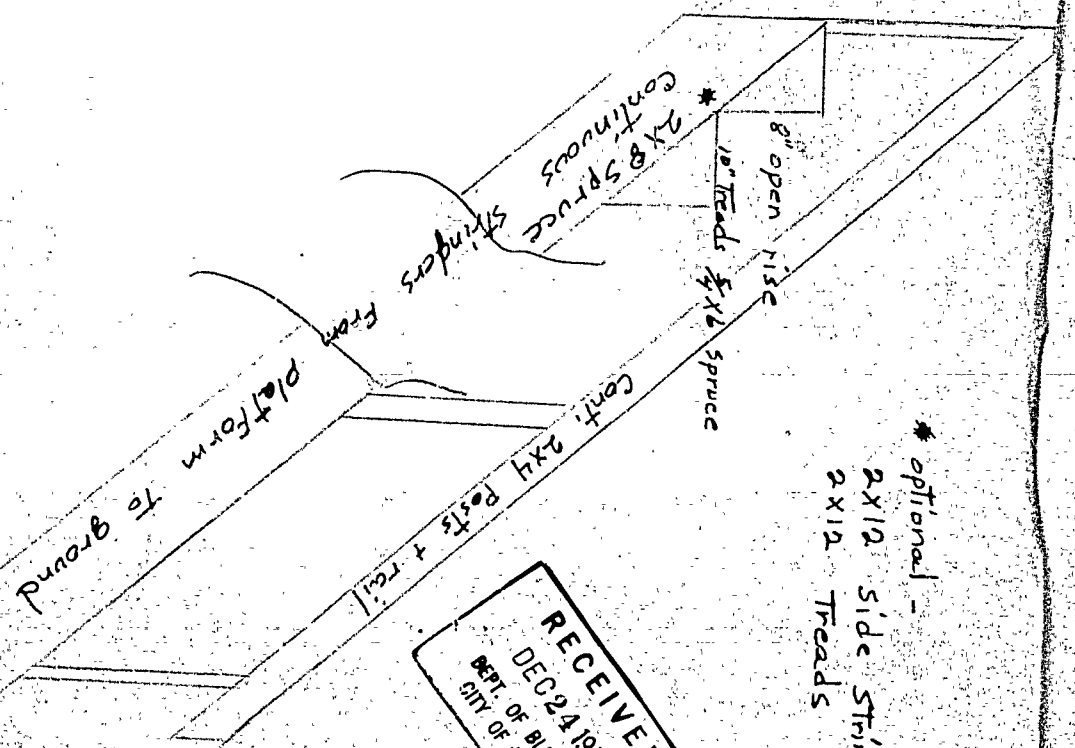 * 2x8 Spruce
Continuous
Stringers From platform To ground
8" open rise
10" Treads 5/4 x 6 Spruce
Cont. 2x4 Posts + rail
* optional -
2x12 side
2x12 Treads
RECEIVE
DEC 24 19
DEPT. OF
CITY OF